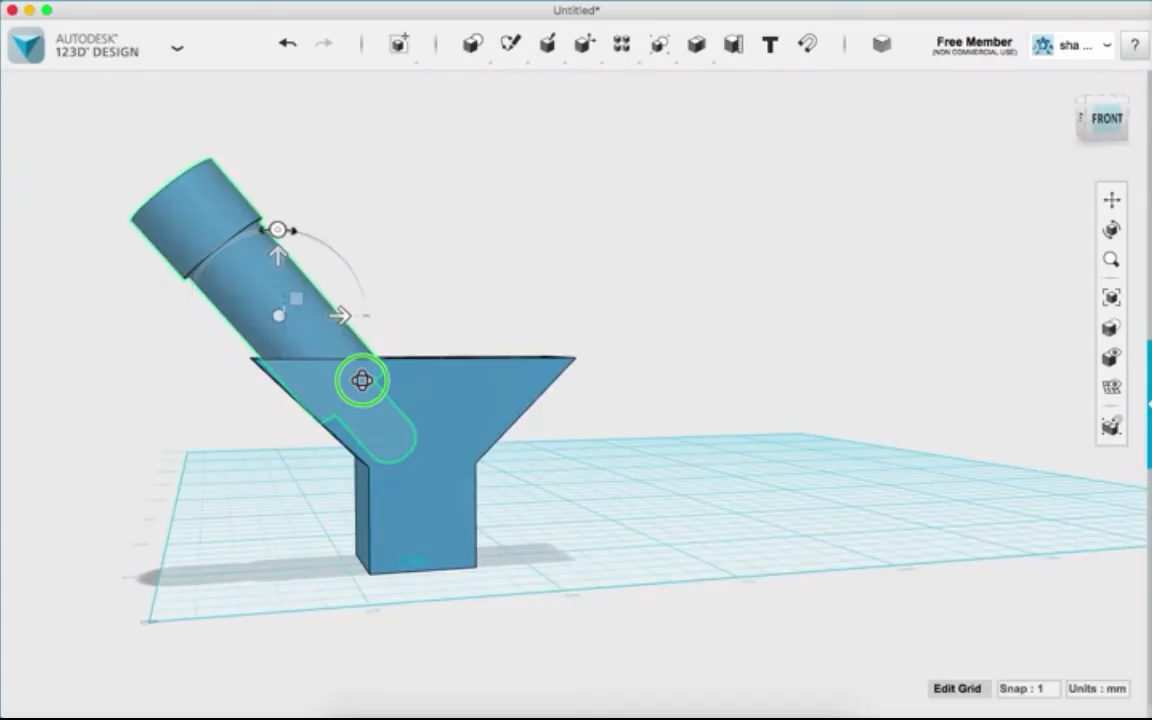 Untitled*
AUTODESK®
123D® DESIGN
T
Free Member
(NON COMMERCIAL USE)
sha ...
?
FRONT
Edit Grid
Snap : 1
Units : mm